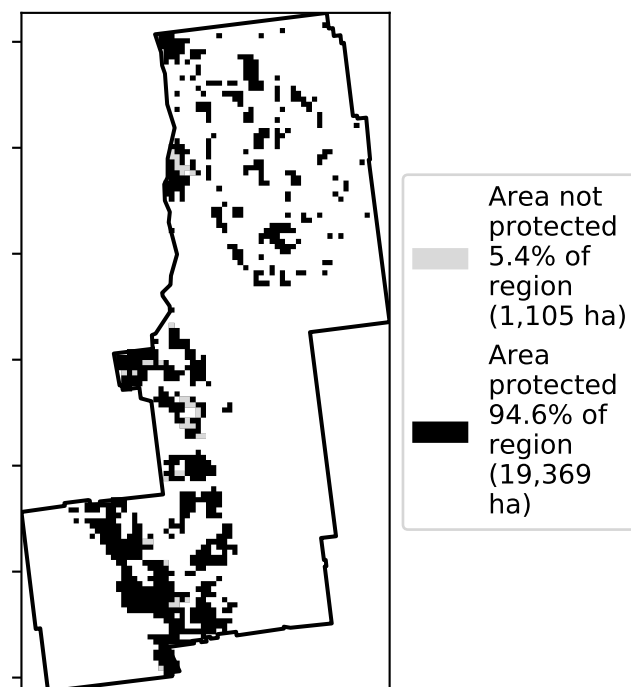 Area not
protected
5.4% of
region
(1,105 ha)
Area
protected
94.6% of
region
(19,369
ha)